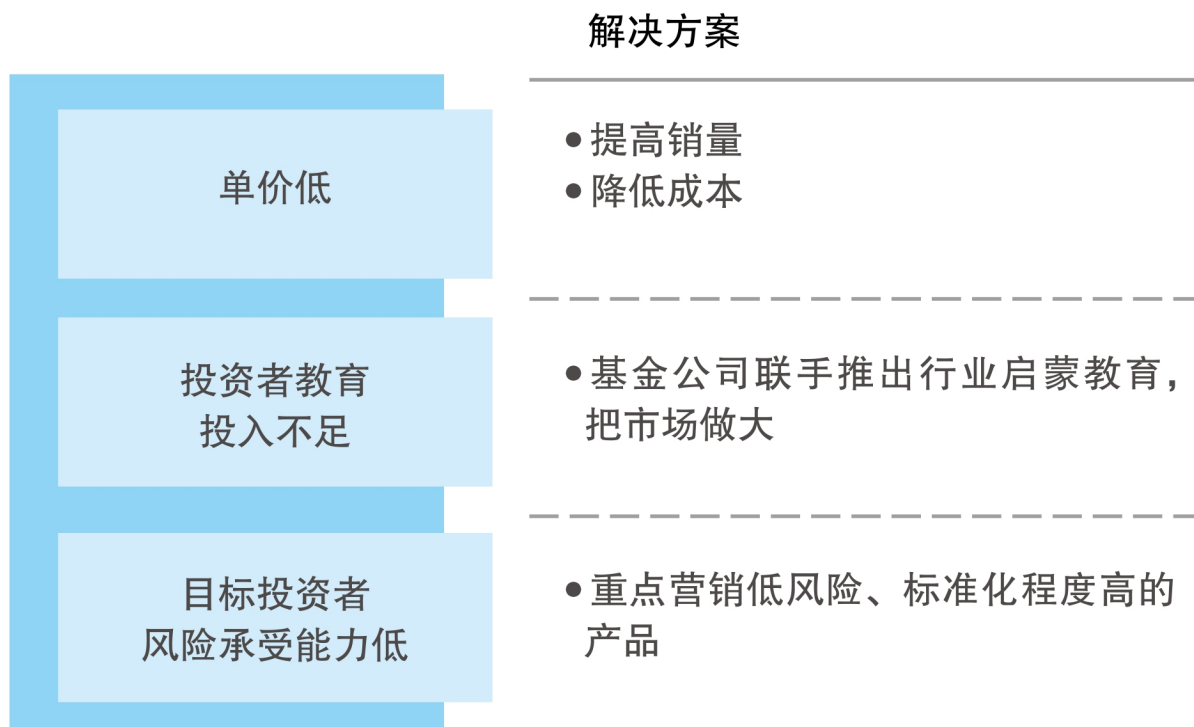 解决方案
单价低
•提高销量
•降低成本
投资者教育
投入不足
•基金公司联手推出行业启蒙教育，
把市场做大
目标投资者
风险承受能力低
•重点营销低风险、标准化程度高的
产品